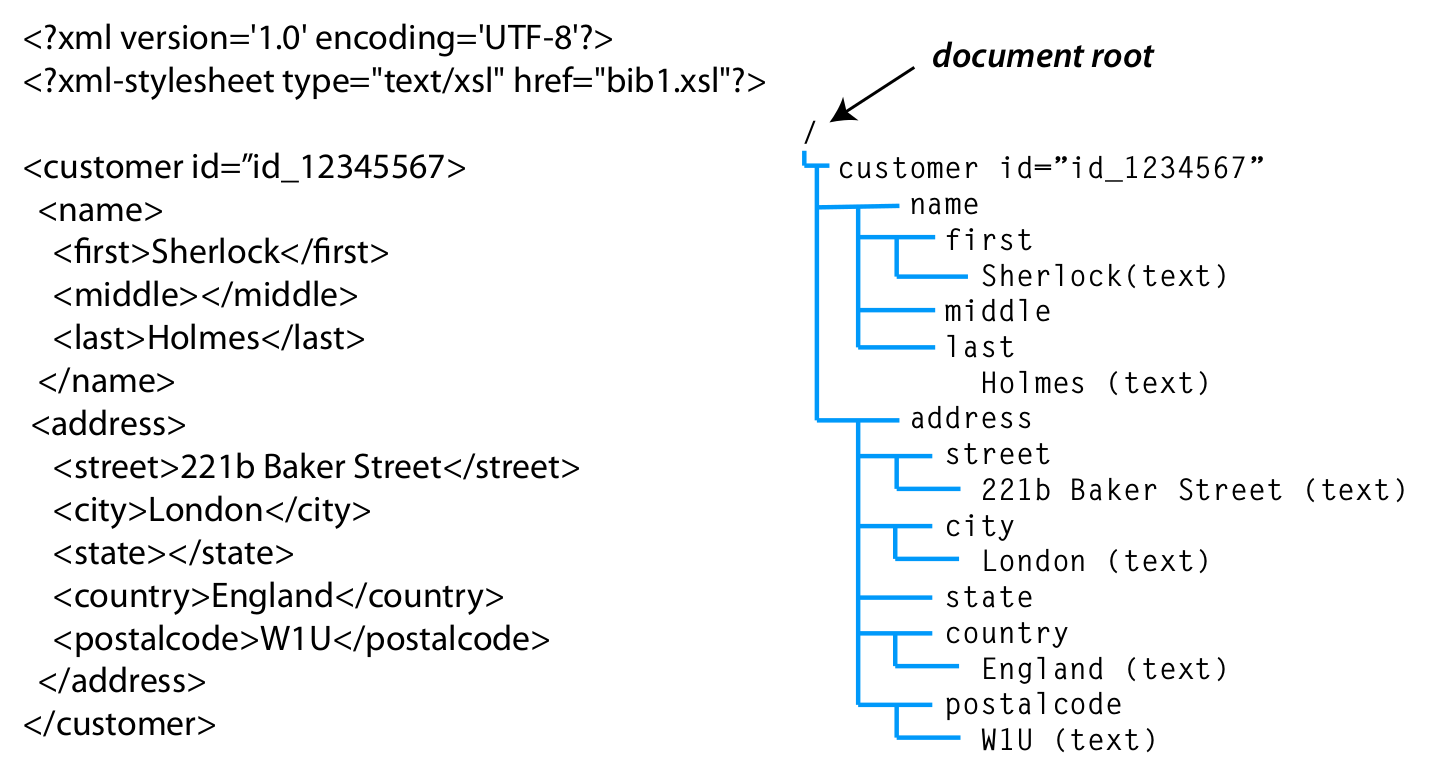 <?xml version='1.0' encoding='UTF-8'?>
<?xml-stylesheet type="text/xsl" href="bib1.xsl"?>
<customer id=”id_12345567>
<name>
<first>Sherlock</first>
<middle></middle>
<last>Holmes</last>
</name>
<address>
<street>221b Baker Street</street>
<city>London</city>
<state></state>
<country>England</country>
<postalcode>W1U</postalcode>
</address>
</customer>
document root
/
customer id=”id_1234567”
name
first
Sherlock(text)
middle
last
Holmes (text)
address
street
221b Baker Street (text)
city
London (text)
state
country
England (text)
postalcode
W1U (text)